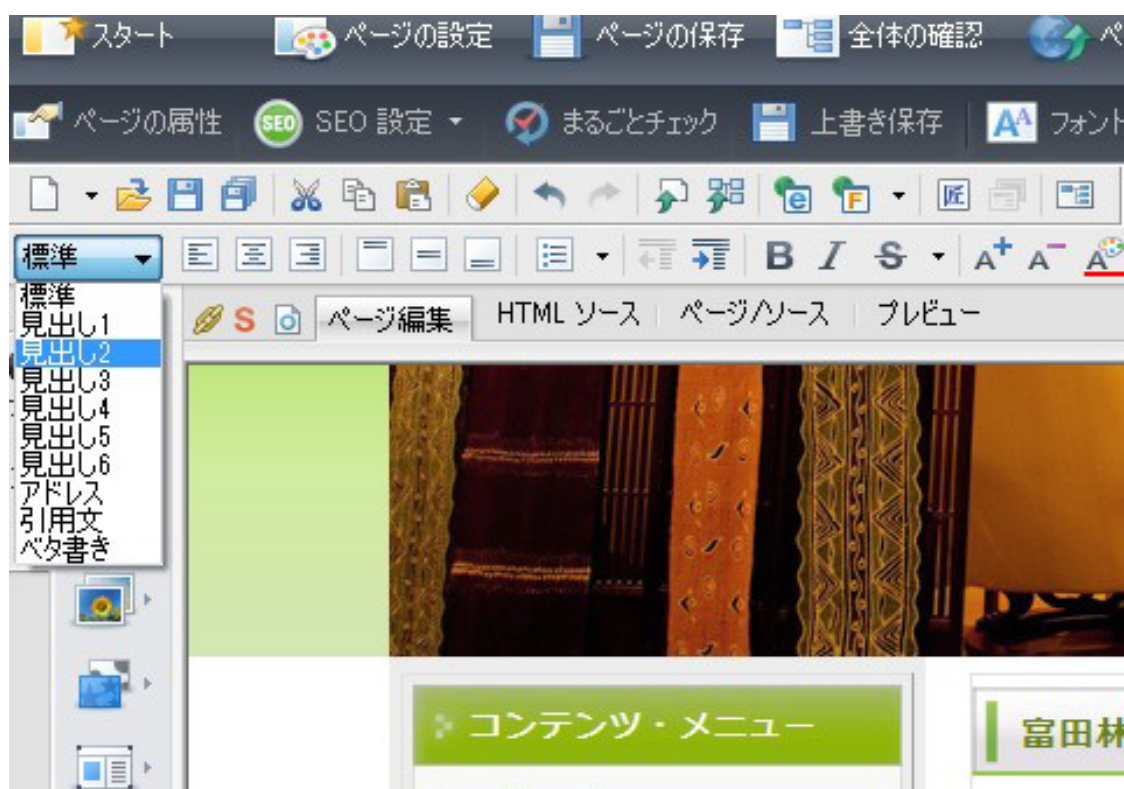 スタート ページの設定 ページの保存 全体の確認
ページの属性 SEO SEO 設定 まるごとチェック 上書き保存 AA フォント
e F 匠
標準 B I S A+ A- A
標準
見出し1
見出し2
見出し3
見出し4
見出し5
見出し6
アドレス
引用文
ベタ書き
S ページ編集 HTML ソース ページ/ソース プレビュー
コンテンツ・メニュー
富田林